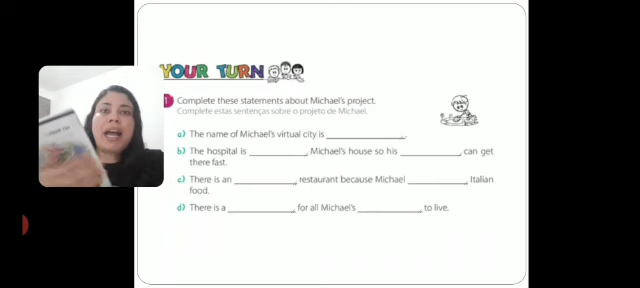 YOUR TURN
1 Complete these statements about Michael's project.
Complete estas sentenças sobre o projeto de Michael.
a) The name of Michael's virtual city is ____________.
b) The hospital is ____________ Michael's house so his ____________ can get
there fast.
c) There is an ____________ restaurant because Michael ____________ Italian
food.
d) There is a ____________ for all Michael's ____________ to live.